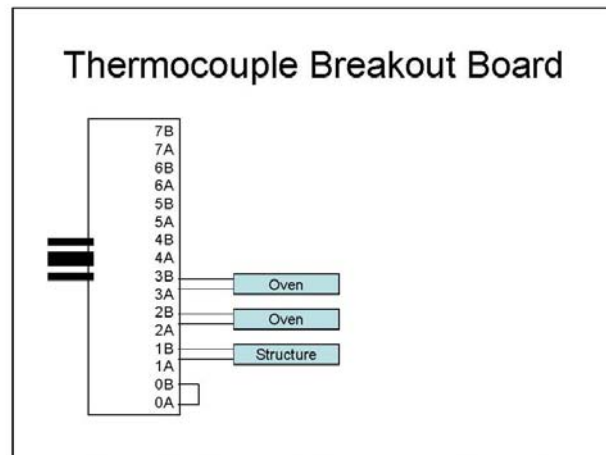 Thermocouple Breakout Board
7B
7A
6B
6A
5B
5A
4B
4A
3B
3A
Oven
2B
2A
Oven
1B
1A
Structure
0B
0A